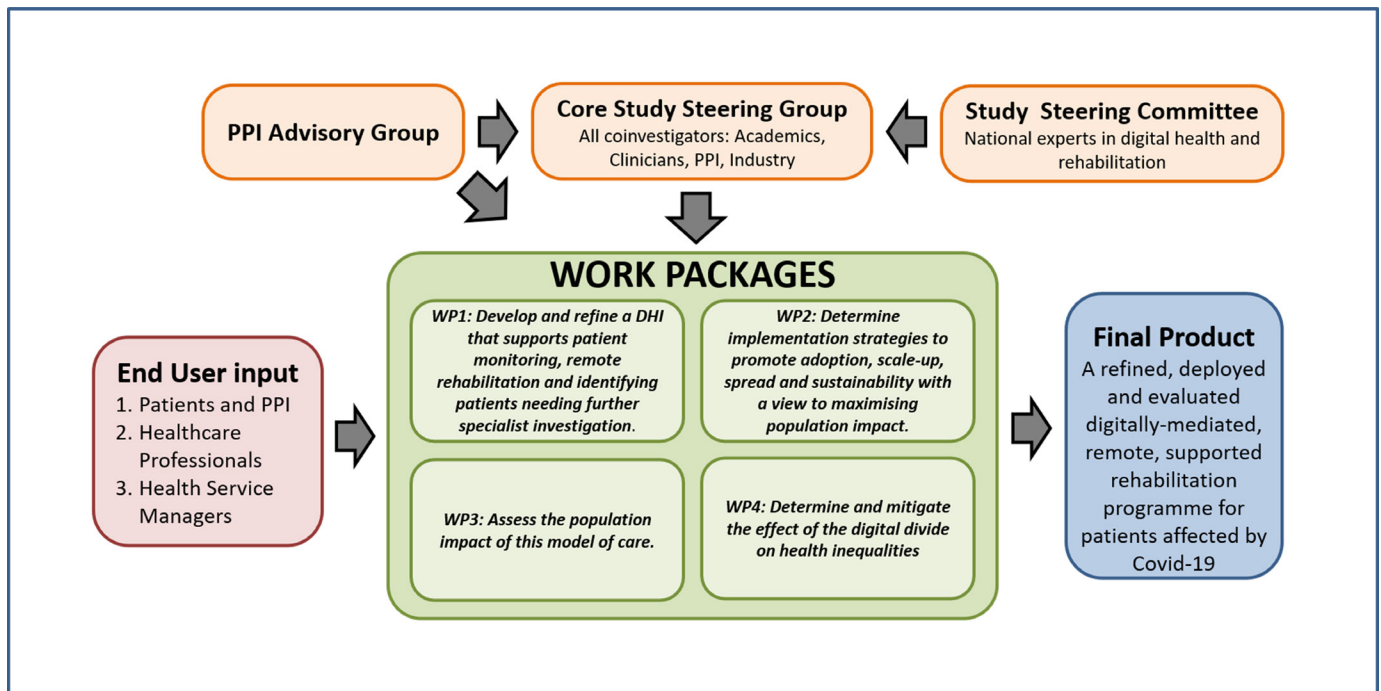 PPI Advisory Group
Core Study Steering Group
All coinvestigators: Academics,
Clinicians, PPI, Industry
Study Steering Committee
National experts in digital health and
rehabilitation
WORK PACKAGES
WP1: Develop and refine a DHI
that supports patient
monitoring, remote
rehabilitation and identifying
patients needing further
specialist investigation.
WP2: Determine
implementation strategies to
promote adoption, scale-up,
spread and sustainability with
a view to maximising
population impact.
WP3: Assess the population
impact of this model of care.
WP4: Determine and mitigate
the effect of the digital divide
on health inequalities
End User input
1. Patients and PPI
2. Healthcare
Professionals
3. Health Service
Managers
Final Product
A refined, deployed
and evaluated
digitally-mediated,
remote, supported
rehabilitation
programme for
patients affected by
Covid-19